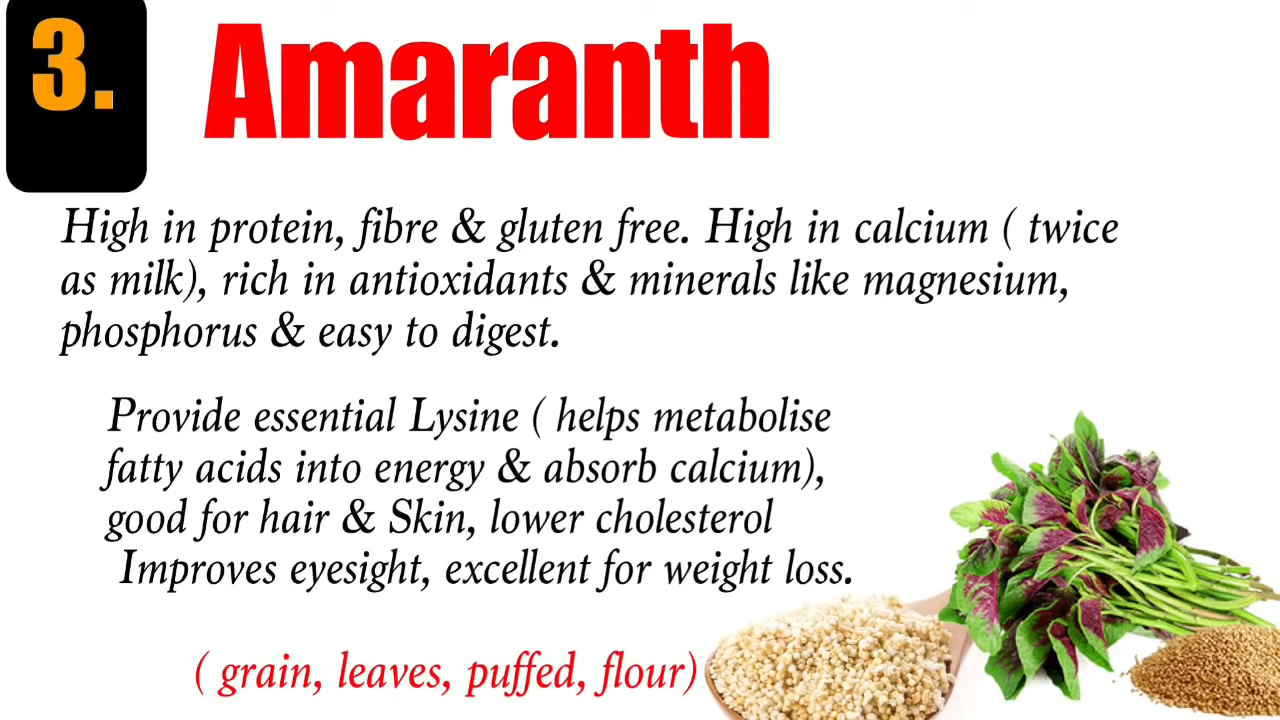 3.
Amaranth
High in protein, fibre & gluten free. High in calcium ( twice
as milk), rich in antioxidants & minerals like magnesium,
phosphorus & easy to digest.
Provide essential Lysine ( helps metabolise
fatty acids into energy & absorb calcium),
good for hair & Skin, lower cholesterol
Improves eyesight, excellent for weight loss.
( grain, leaves, puffed, flour)